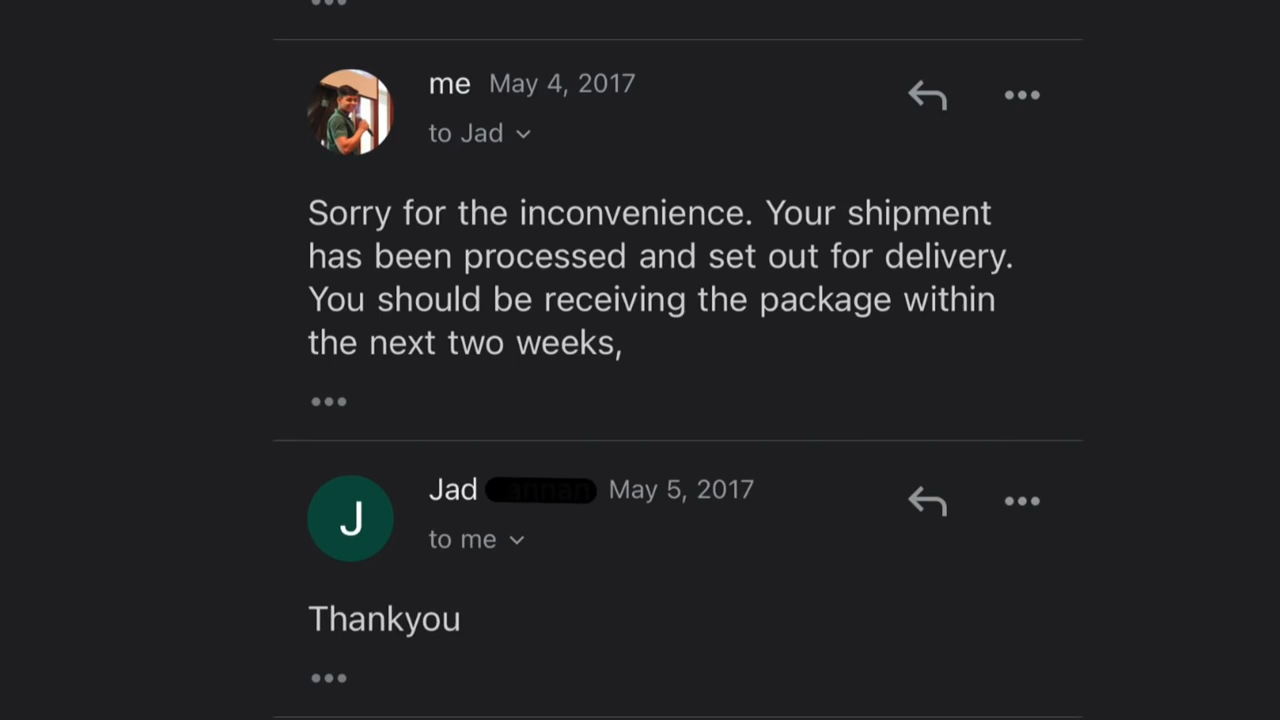 me May 4, 2017
to Jad
Sorry for the inconvenience. Your shipment
has been processed and set out for delivery.
You should be receiving the package within
the next two weeks,
J
Jad May 5, 2017
to me
Thankyou